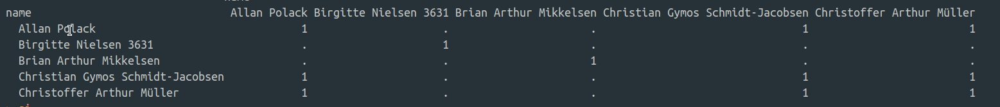 name Allan Polack Birgitte Nielsen 3631 Brian Arthur Mikkelsen Christian Gymos Schmidt-Jacobsen Christoffer Arthur Müller
Allan Polack 1 . . 1 1
Birgitte Nielsen 3631 . 1 . . .
Brian Arthur Mikkelsen . . 1 . .
Christian Gymos Schmidt-Jacobsen 1 . . 1 1
Christoffer Arthur Müller 1 . . 1 1